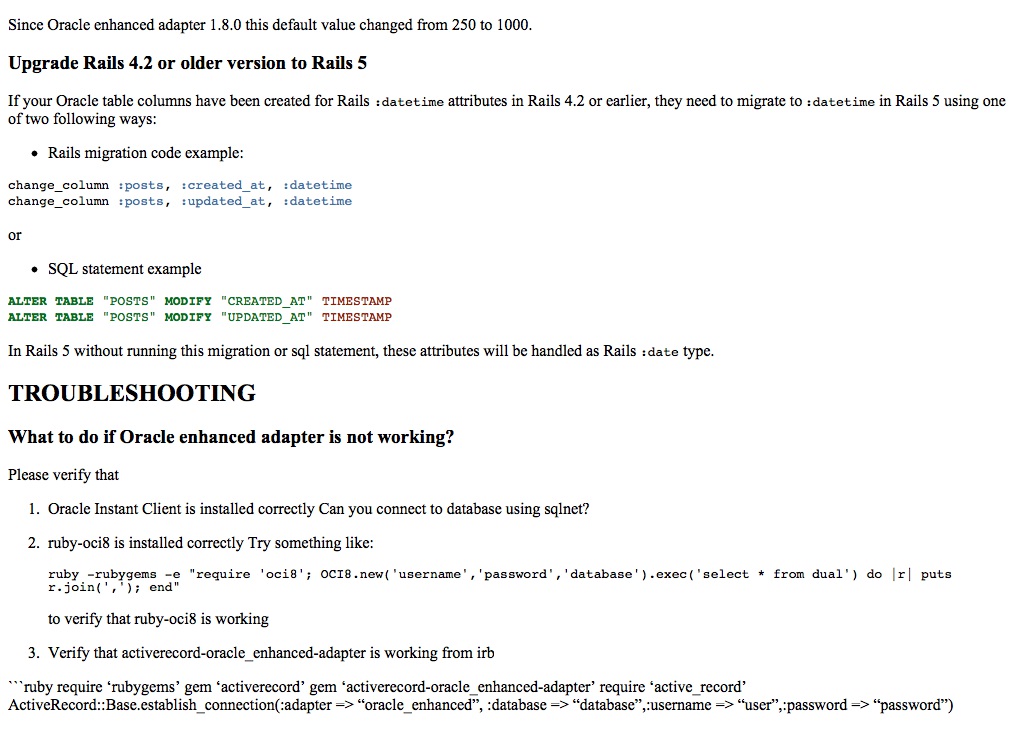 Since Oracle enhanced adapter 1.8.0 this default value changed from 250 to 1000.
Upgrade Rails 4.2 or older version to Rails 5
If your Oracle table columns have been created for Rails :datetime attributes in Rails 4.2 or earlier, they need to migrate to :datetime in Rails 5 using one
of two following ways:
• Rails migration code example:
change_column :posts, :created_at, :datetime
change_column :posts, :updated_at, :datetime
or
• SQL statement example
ALTER TABLE "POSTS" MODIFY "CREATED_AT" TIMESTAMP
ALTER TABLE "POSTS" MODIFY "UPDATED_AT" TIMESTAMP
In Rails 5 without running this migration or sql statement, these attributes will be handled as Rails :date type.
TROUBLESHOOTING
What to do if Oracle enhanced adapter is not working?
Please verify that
1. Oracle Instant Client is installed correctly Can you connect to database using sqlnet?
2. ruby-oci8 is installed correctly Try something like:
ruby -rubygems -e "require 'oci8'; OCI8.new('username','password','database').exec('select * from dual') do |r| puts
r.join(','); end"
to verify that ruby-oci8 is working
3. Verify that activerecord-oracle_enhanced-adapter is working from irb
```ruby require ‘rubygems’ gem ‘activerecord’ gem ‘activerecord-oracle_enhanced-adapter’ require ‘active_record’
ActiveRecord::Base.establish_connection(:adapter => “oracle_enhanced”, :database => “database”,:username => “user”,:password => “password”)